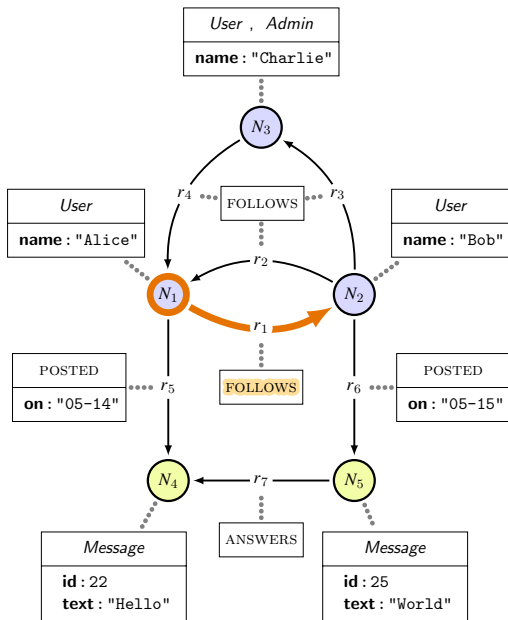 User , Admin
name : "Charlie"
N3
r4
FOLLOWS
r3
User
name : "Alice"
User
name : "Bob"
r2
N1
N2
r1
POSTED
on : "05-14"
r5
FOLLOWS
r6
POSTED
on : "05-15"
N4
r7
N5
ANSWERS
Message
id : 22
text : "Hello"
Message
id : 25
text : "World"